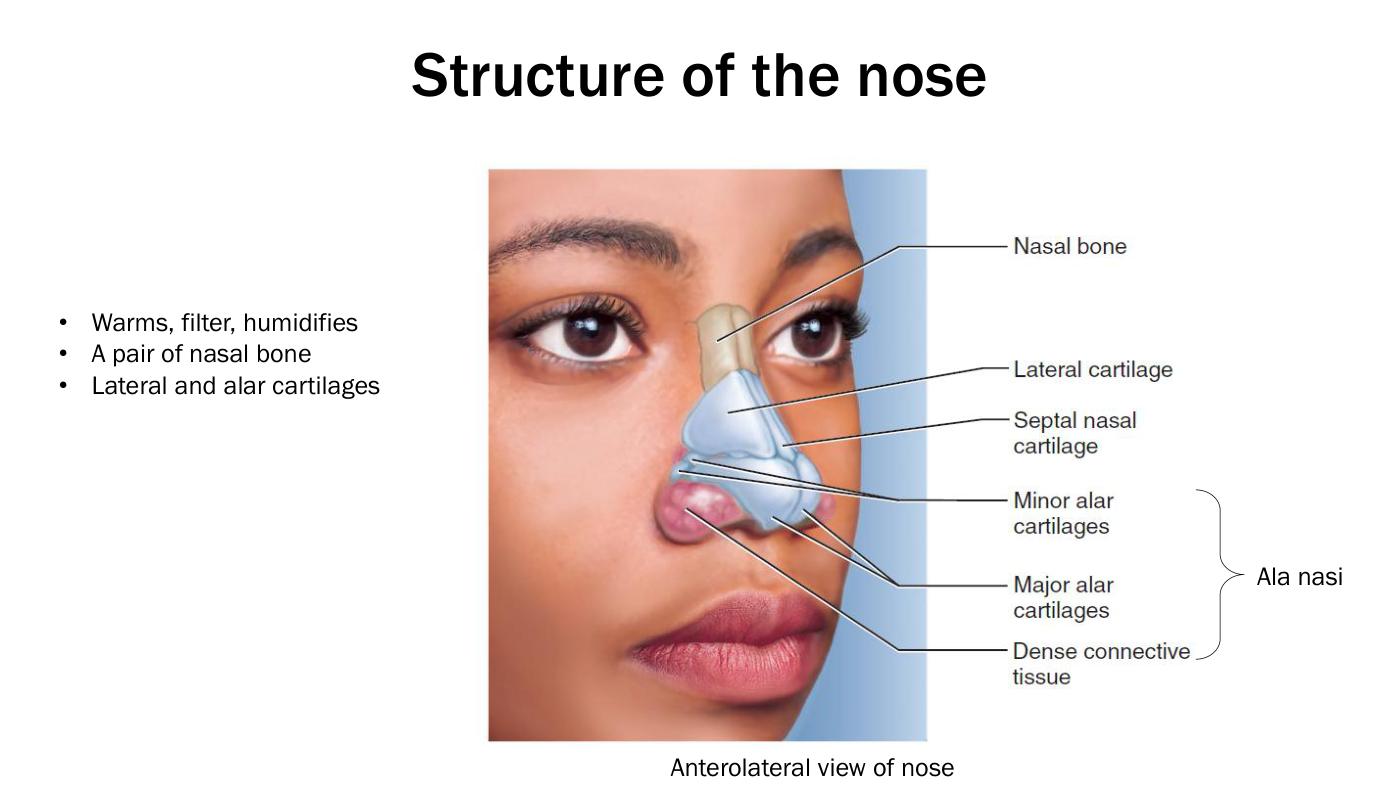 Structure of the nose
• Warms, filter, humidifies
• A pair of nasal bone
• Lateral and alar cartilages
Nasal bone
Lateral cartilage
Septal nasal
cartilage
Minor alar
cartilages
Major alar
cartilages
Dense connective
tissue
Ala nasi
Anterolateral view of nose